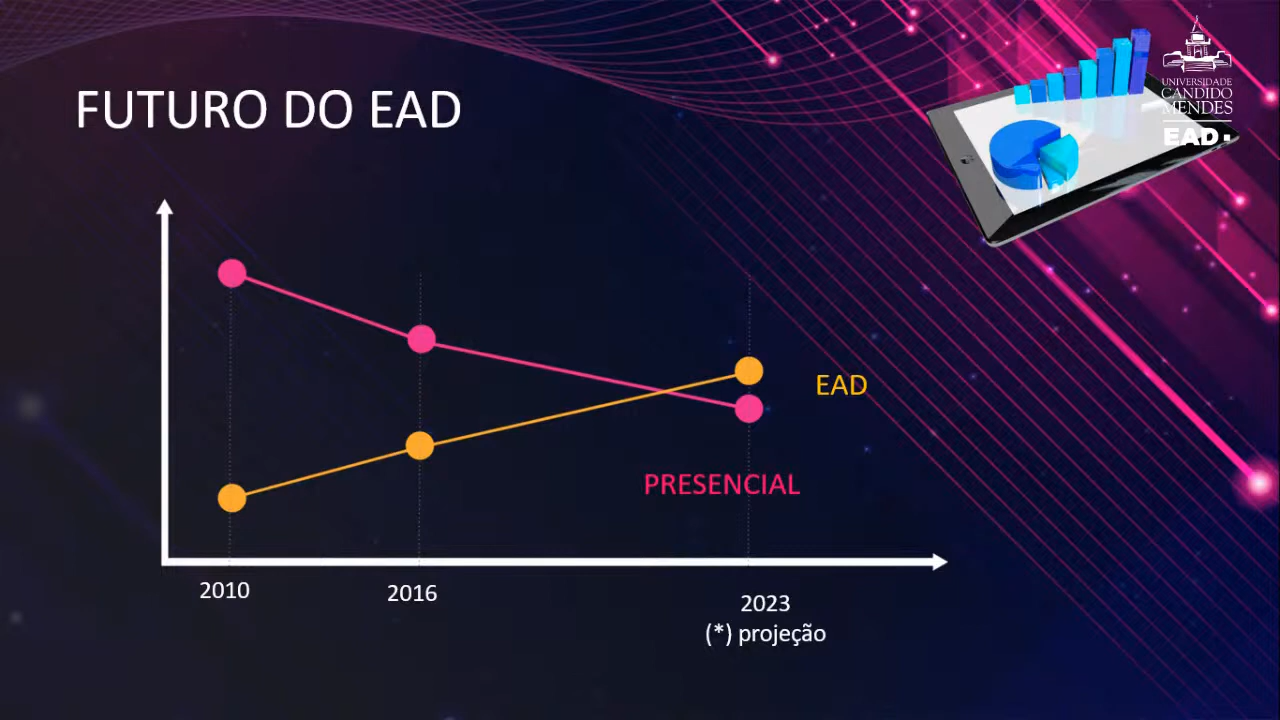 FUTURO DO EAD
UNIVERSIDADE
CANDIDO
MENDES
EAD
EAD
PRESENCIAL
2010
2016
2023
(*) projeção